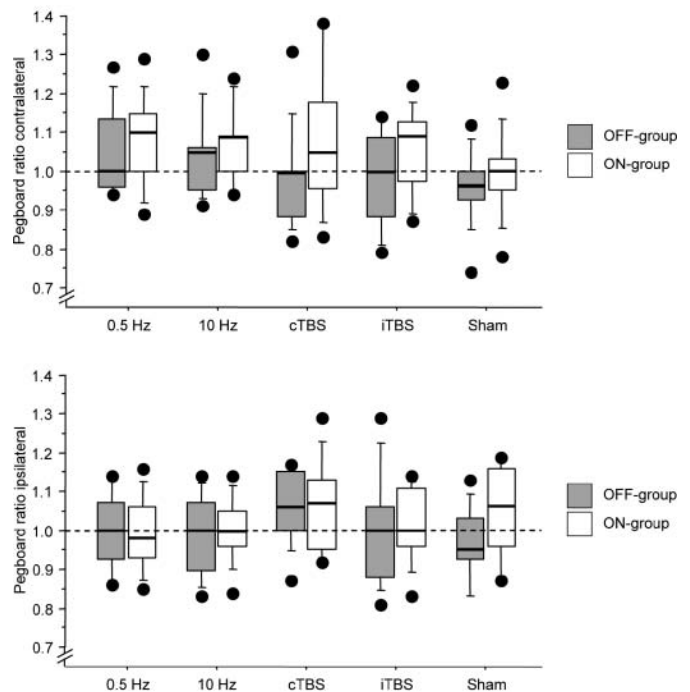 Pegboard ratio contralateral
1.4
1.3
1.2
1.1
1.0
0.9
0.8
0.7
0.5 Hz 10 Hz cTBS iTBS Sham
OFF-group
ON-group
Pegboard ratio ipsilateral
1.4
1.3
1.2
1.1
1.0
0.9
0.8
0.7
0.5 Hz 10 Hz cTBS iTBS Sham
OFF-group
ON-group